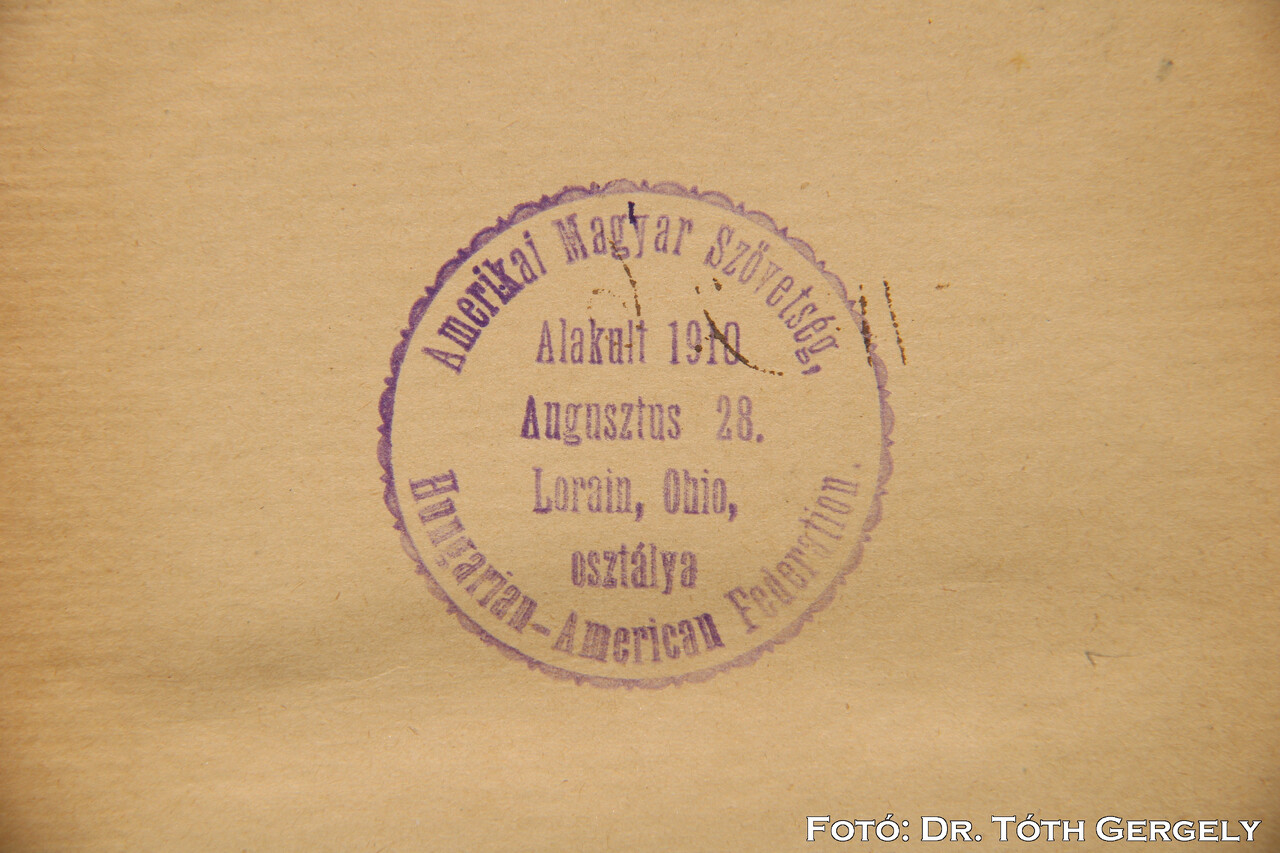 Amerikai Magyar Szövetség,
Alakult 1910
Augusztus 28.
Lorain, Ohio,
osztálya
Hungarian-American Federation.
Fotó: Dr. Tóth Gergely